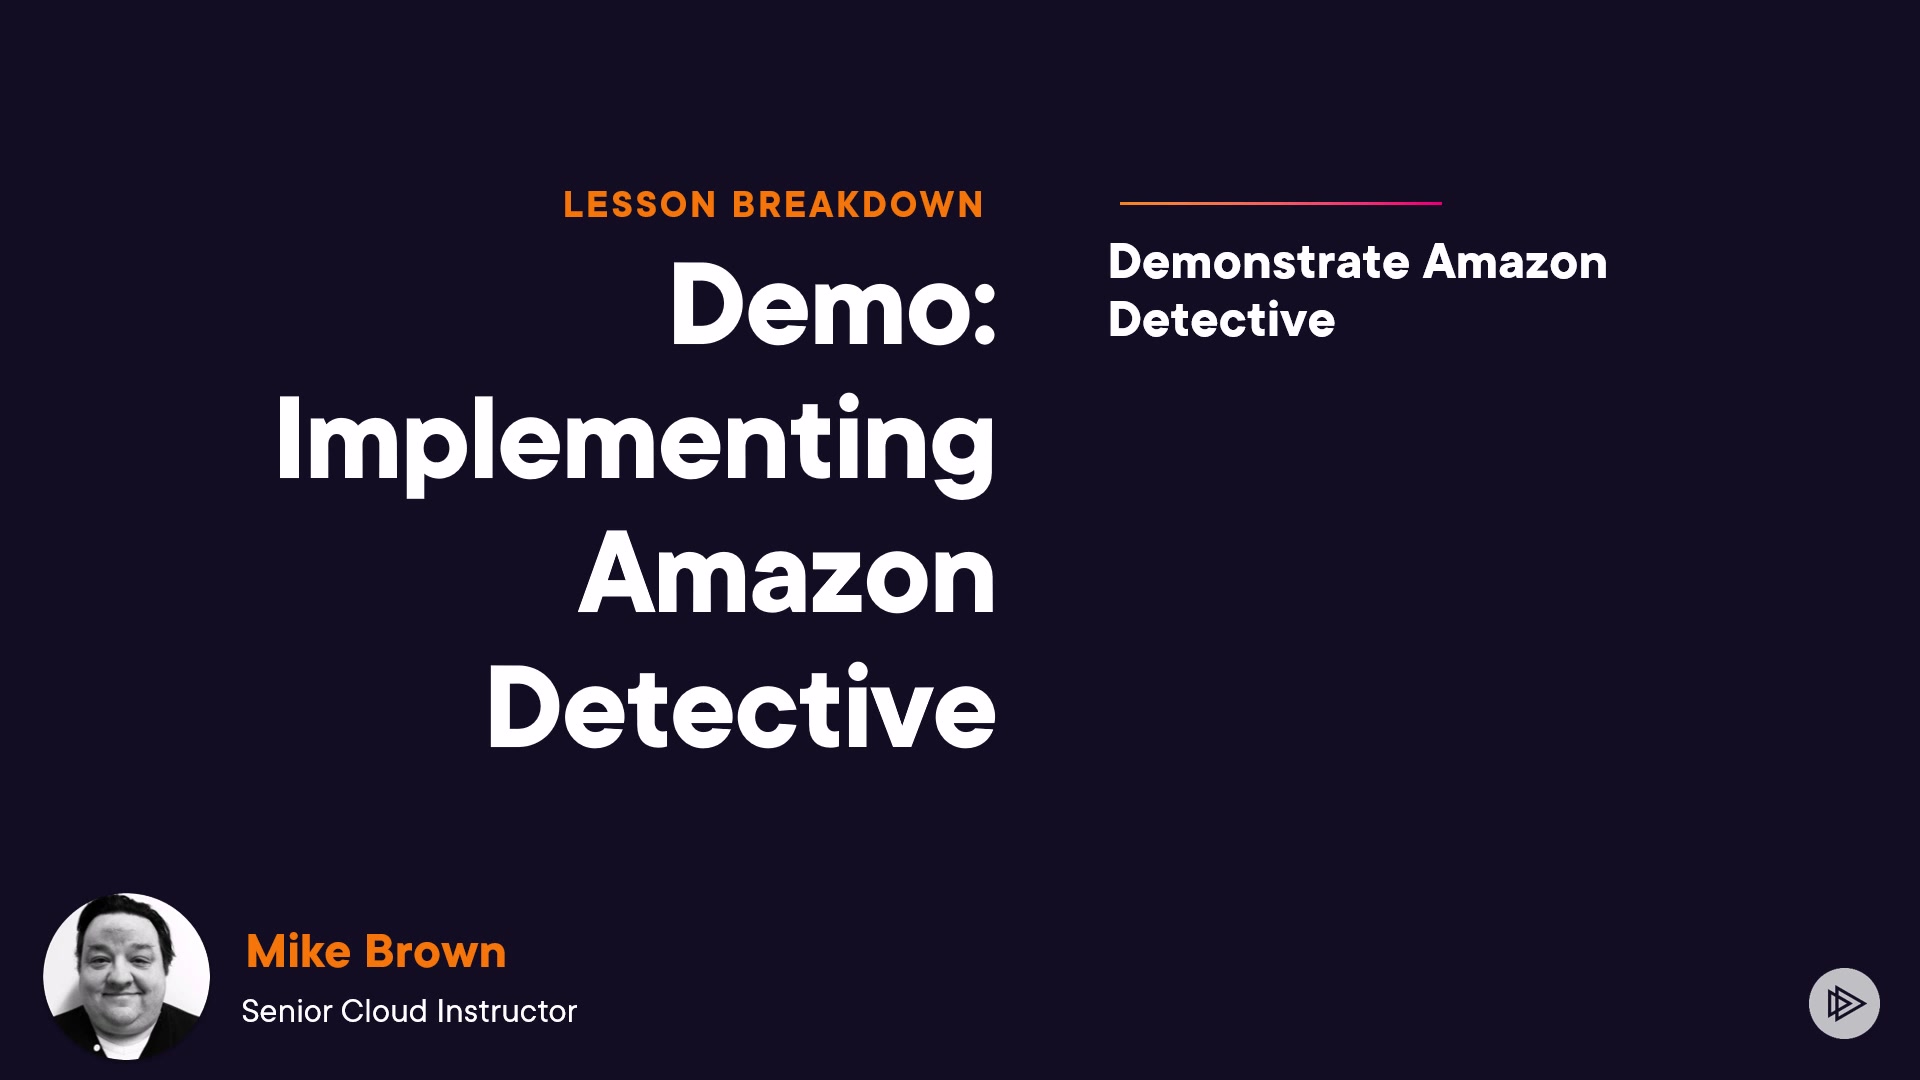 LESSON BREAKDOWN
Demo:
Implementing
Amazon
Detective
Demonstrate Amazon
Detective
Mike Brown
Senior Cloud Instructor